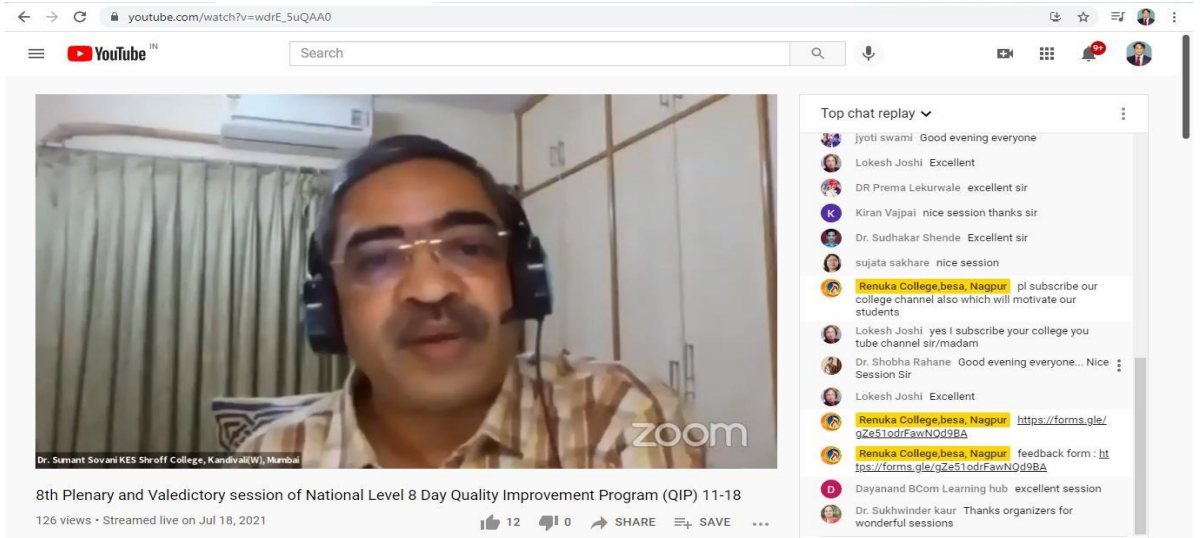 youtube.com/watch?v=wdrE_5uQAA0
YouTube IN
Search
9+
zoom
Dr. Sumant Sovani KES Shroff College, Kandivali(W), Mumbai
8th Plenary and Valedictory session of National Level 8 Day Quality Improvement Program (QIP) 11-18
126 views • Streamed live on Jul 18, 2021
12 0 SHARE SAVE
Top chat replay
jyoti swami Good evening everyone
Lokesh Joshi Excellent
DR Prema Lekurwale excellent sir
K Kiran Vajpai nice session thanks sir
Dr. Sudhakar Shende Excellent sir
sujata sakhare nice session
Renuka College,besa, Nagpur pl subscribe our
college channel also which will motivate our
students
Lokesh Joshi yes I subscribe your college you
tube channel sir/madam
Dr. Shobha Rahane Good evening everyone... Nice
Session Sir
Lokesh Joshi Excellent
Renuka College,besa, Nagpur https://forms.gle/
gZe51odrFawNQd9BA
Renuka College,besa, Nagpur feedback form : ht
tps://forms.gle/gZe51odrFawNQd9BA
D Dayanand BCom Learning hub excellent session
Dr. Sukhwinder kaur Thanks organizers for
wonderful sessions